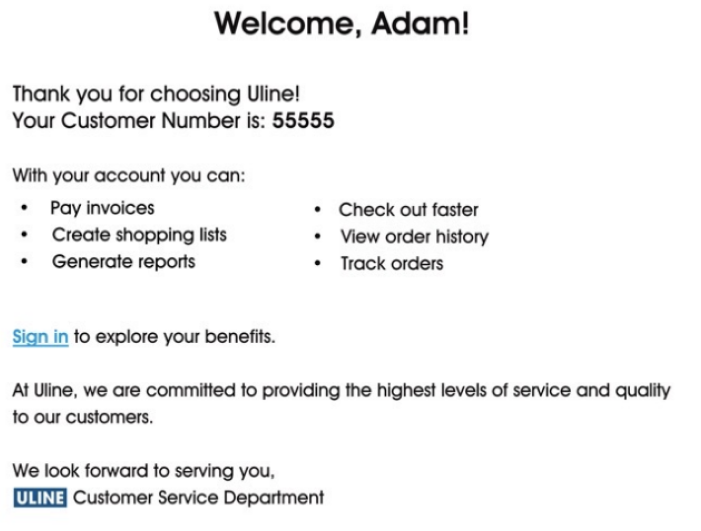 Welcome, Adam!
Thank you for choosing Uline!
Your Customer Number is: 55555
With your account you can:
• Pay invoices
• Create shopping lists
• Generate reports
• Check out faster
• View order history
• Track orders
Sign in to explore your benefits.
At Uline, we are committed to providing the highest levels of service and quality
to our customers.
We look forward to serving you,
ULINE Customer Service Department